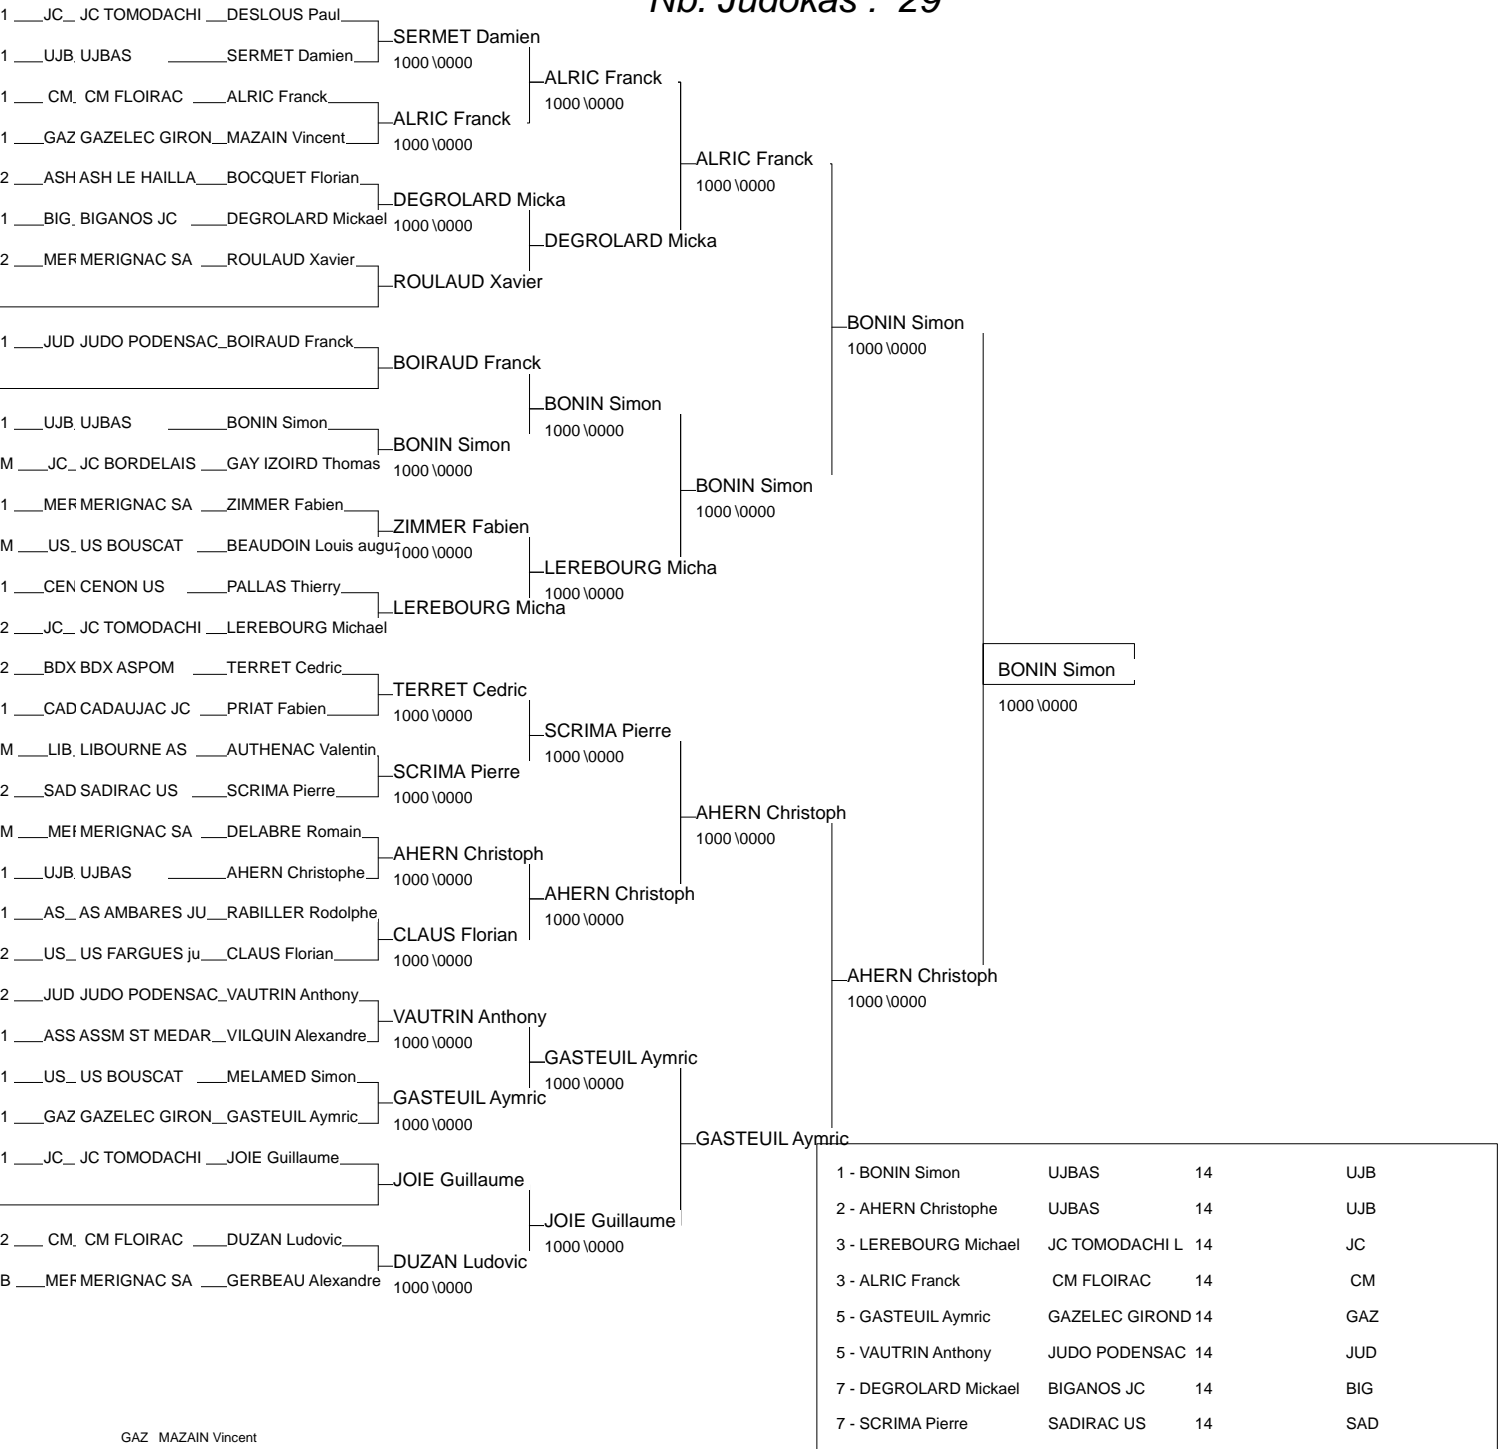 Nb. Judokas : 29
1 JC JC TOMODACHI DESLOUS Paul
SERMET Damien
1 UJB UJBAS SERMET Damien
1000 \0000
ALRIC Franck
1 CM CM FLOIRAC ALRIC Franck
1000 \0000
ALRIC Franck
1 GAZ GAZELEC GIRON MAZAIN Vincent
1000 \0000
ALRIC Franck
2 ASH ASH LE HAILLA BOCQUET Florian
1000 \0000
DEGROLARD Micka
1 BIG BIGANOS JC DEGROLARD Mickael
1000 \0000
DEGROLARD Micka
2 MER MERIGNAC SA ROULAUD Xavier
ROULAUD Xavier
BONIN Simon
1 JUD JUDO PODENSAC BOIRAUD Franck
1000 \0000
BOIRAUD Franck
BONIN Simon
1 UJB UJBAS BONIN Simon
1000 \0000
BONIN Simon
M JC JC BORDELAIS GAY IZOIRD Thomas
1000 \0000
BONIN Simon
1 MER MERIGNAC SA ZIMMER Fabien
1000 \0000
ZIMMER Fabien
M US US BOUSCAT BEAUDOIN Louis augu
1000 \0000
LEREBOURG Micha
1 CEN CENON US PALLAS Thierry
1000 \0000
LEREBOURG Micha
2 JC JC TOMODACHI LEREBOURG Michael
2 BDX BDX ASPOM TERRET Cedric
BONIN Simon
TERRET Cedric
1000 \0000
1 CAD CADAUJAC JC PRIAT Fabien
1000 \0000
SCRIMA Pierre
M LIB LIBOURNE AS AUTHENAC Valentin
1000 \0000
SCRIMA Pierre
2 SAD SADIRAC US SCRIMA Pierre
1000 \0000
AHERN Christoph
M MER MERIGNAC SA DELABRE Romain
1000 \0000
AHERN Christoph
1 UJB UJBAS AHERN Christophe
1000 \0000
AHERN Christoph
1 AS AS AMBARES JU RABILLER Rodolphe
1000 \0000
CLAUS Florian
2 US US FARGUES ju CLAUS Florian
1000 \0000
AHERN Christoph
2 JUD JUDO PODENSAC VAUTRIN Anthony
1000 \0000
VAUTRIN Anthony
1 ASS ASSM ST MEDAR VILQUIN Alexandre
1000 \0000
GASTEUIL Aymric
1 US US BOUSCAT MELAMED Simon
1000 \0000
GASTEUIL Aymric
1 GAZ GAZELEC GIRON GASTEUIL Aymric
1000 \0000
GASTEUIL Aymric
1 JC JC TOMODACHI JOIE Guillaume
JOIE Guillaume
JOIE Guillaume
2 CM CM FLOIRAC DUZAN Ludovic
1000 \0000
DUZAN Ludovic
B MER MERIGNAC SA GERBEAU Alexandre
1000 \0000
1 - BONIN Simon UJBAS 14 UJB
2 - AHERN Christophe UJBAS 14 UJB
3 - LEREBOURG Michael JC TOMODACHI L 14 JC
3 - ALRIC Franck CM FLOIRAC 14 CM
5 - GASTEUIL Aymric GAZELEC GIROND 14 GAZ
5 - VAUTRIN Anthony JUDO PODENSAC 14 JUD
7 - DEGROLARD Mickael BIGANOS JC 14 BIG
7 - SCRIMA Pierre SADIRAC US 14 SAD
GAZ MAZAIN Vincent